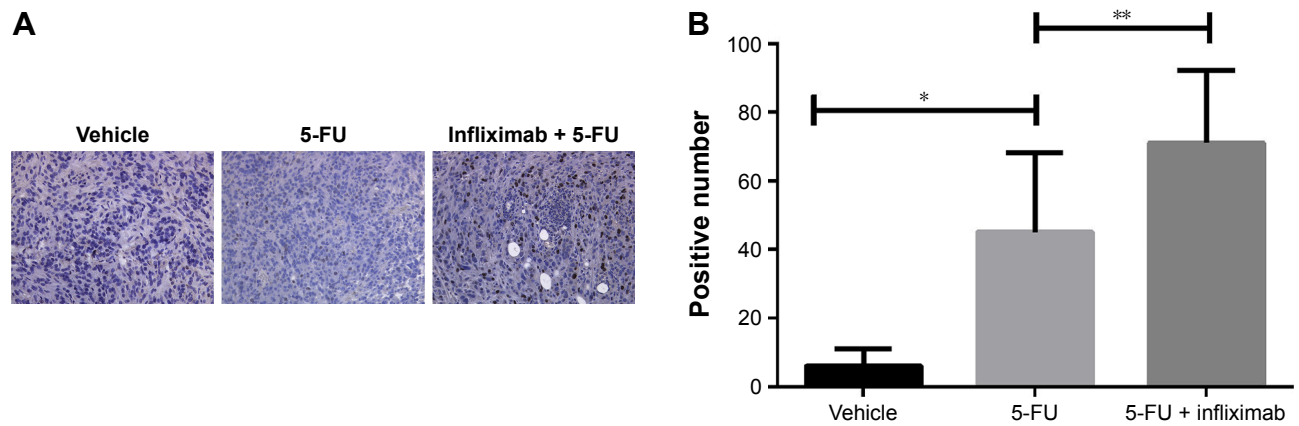 A
Vehicle
5-FU
Infliximab + 5-FU
B
*
**
Positive number
100
80
60
40
20
0
Vehicle
5-FU
5-FU + infliximab